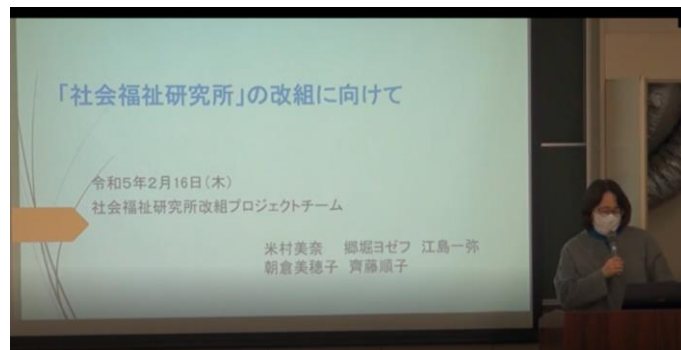 「社会福祉研究所」の改組に向けて
令和5年2月16日(木)
社会福祉研究所改組プロジェクトチーム
米村美奈 郷堀ヨゼフ 江島一弥
朝倉美穂子 齊藤順子